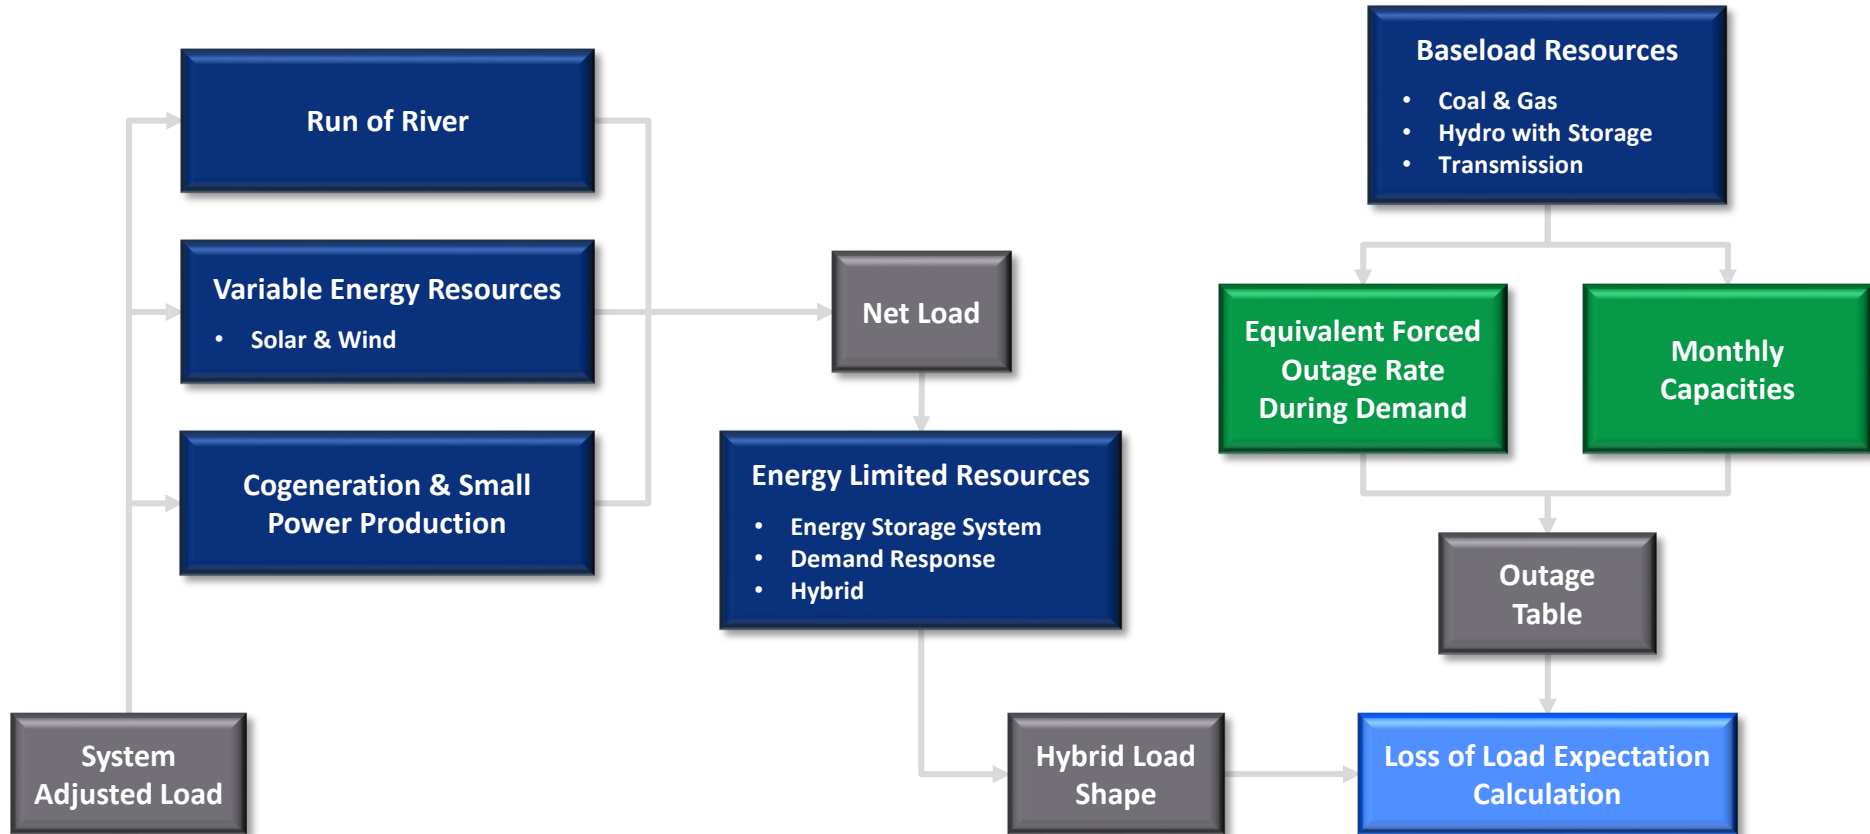 Run of River
Variable Energy Resources
• Solar & Wind
Cogeneration & Small
Power Production
System
Adjusted Load
Net Load
Energy Limited Resources
• Energy Storage System
• Demand Response
• Hybrid
Hybrid Load
Shape
Baseload Resources
• Coal & Gas
• Hydro with Storage
• Transmission
Equivalent Forced
Outage Rate
During Demand
Monthly
Capacities
Outage
Table
Loss of Load Expectation
Calculation